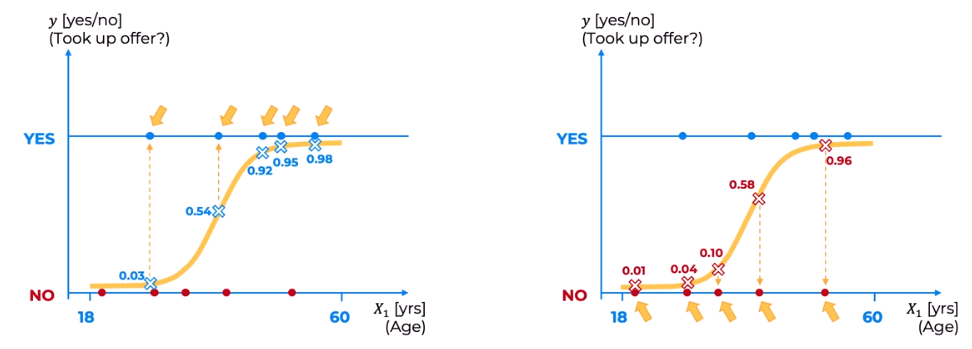 y [yes/no]
(Took up offer?)
YES
0.92
0.95
0.98
0.54
0.03
NO
18
60
X₁ [yrs]
(Age)
y [yes/no]
(Took up offer?)
YES
0.96
0.58
0.10
0.04
0.01
NO
18
60
X₁ [yrs]
(Age)